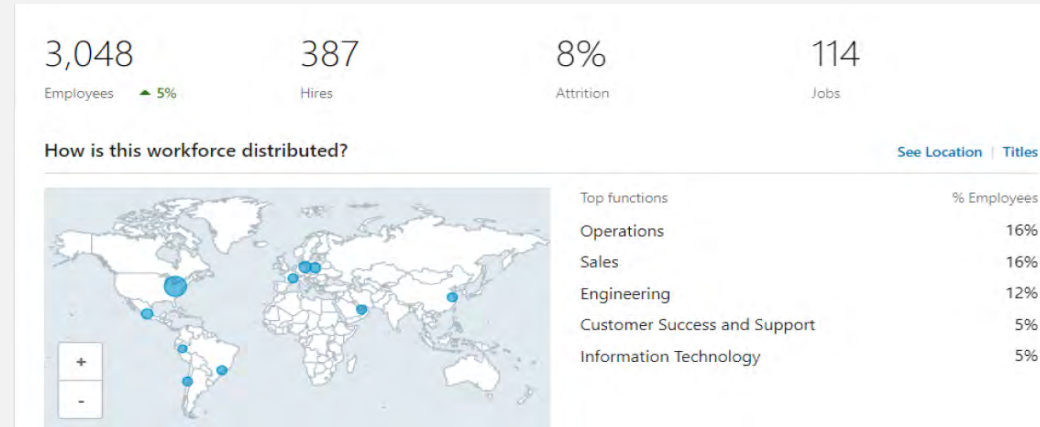 3,048 387 8% 114
Employees ▲ 5% Hires Attrition Jobs
How is this workforce distributed? See Location | Titles
Top functions % Employees
Operations 16%
Sales 16%
Engineering 12%
Customer Success and Support 5%
Information Technology 5%
+
-